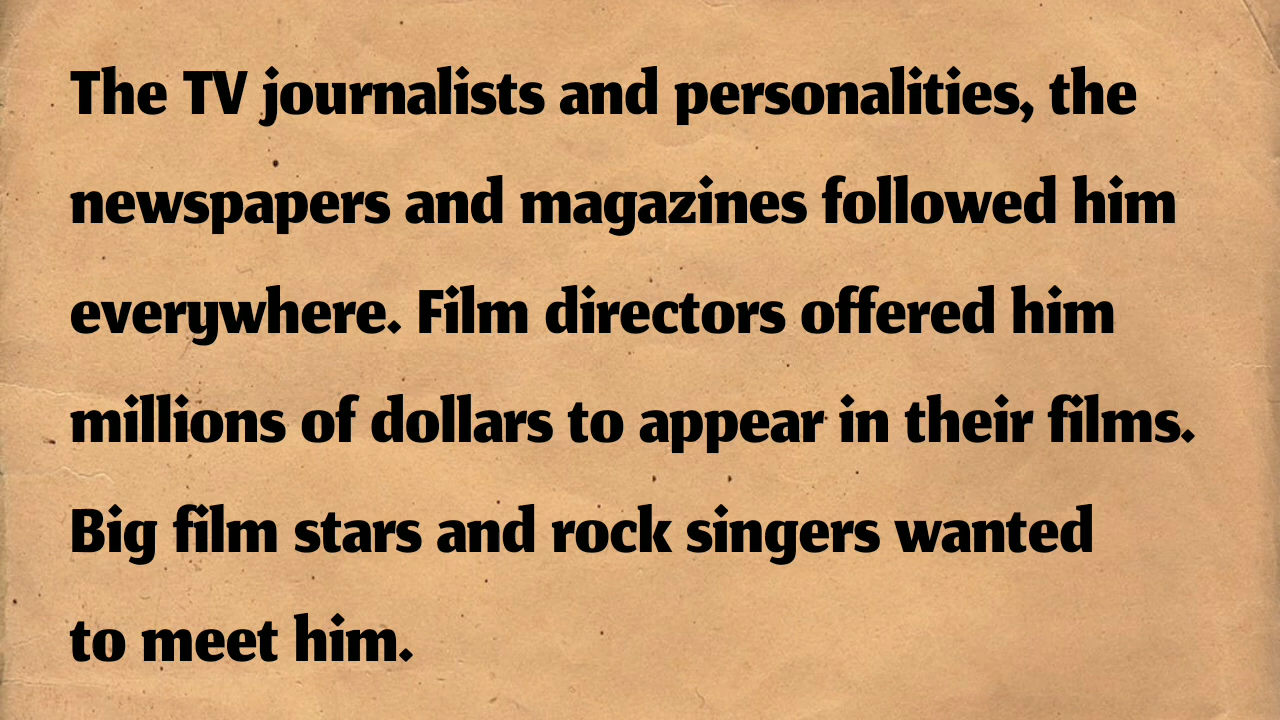 The TV journalists and personalities, the
newspapers and magazines followed him
everywhere. Film directors offered him
millions of dollars to appear in their films.
Big film stars and rock singers wanted
to meet him.